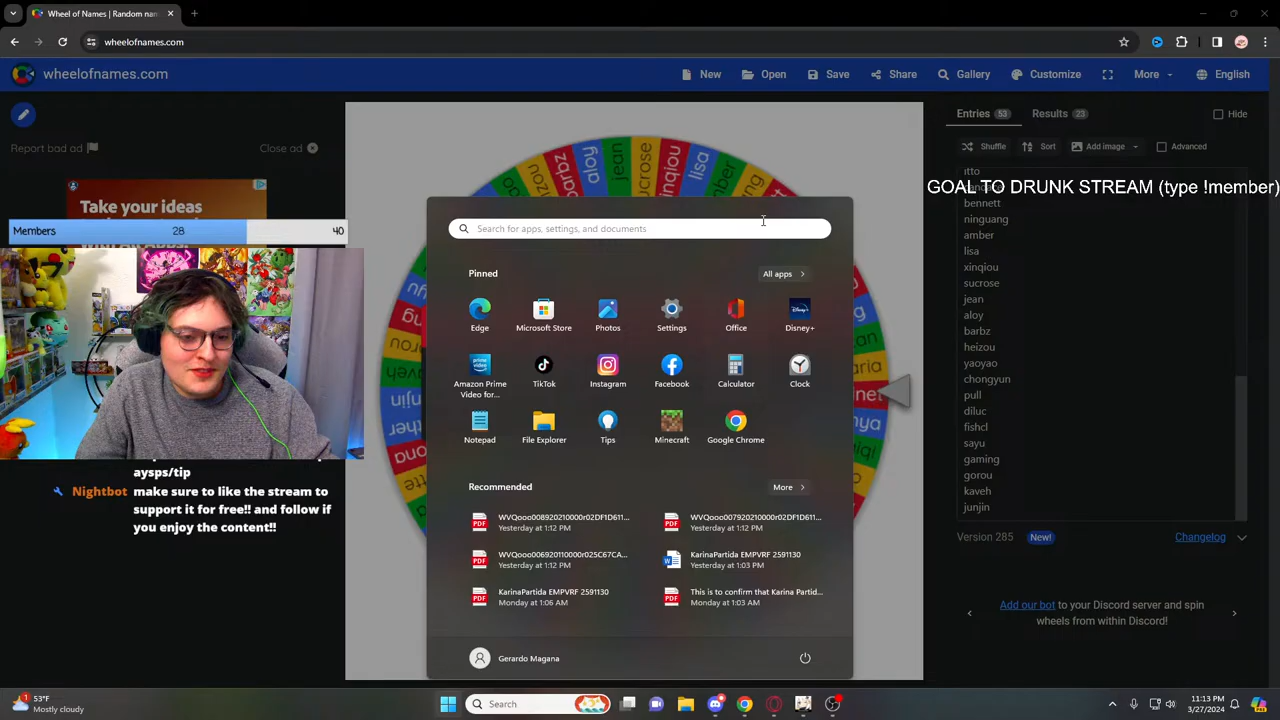 Wheel of Names | Random nam
wheelofnames.com
wheelofnames.com
New
Open
Save
Share
Gallery
Customize
More
English
Report bad ad
Close ad
Take your ideas
Members 28 40
aysps/tip
Nightbot make sure to like the stream to
support it for free!! and follow if
you enjoy the content!!
jean
sucrose
lisa
aloy
Search for apps, settings, and documents
Pinned
All apps
Edge
Microsoft Store
Photos
Settings
Office
Disney+
Amazon Prime
Video for...
TikTok
Instagram
Facebook
Calculator
Clock
Notepad
File Explorer
Tips
Minecraft
Google Chrome
Recommended
More
WVQooo008920210000r02DF1D611...
Yesterday at 1:12 PM
WVQooo007920210000r02DF1D611...
Yesterday at 1:12 PM
WVQooo006920110000r025C67CA...
Yesterday at 1:12 PM
KarinaPartida EMPVRF 2591130
Yesterday at 1:03 PM
KarinaPartida EMPVRF 2591130
Monday at 1:06 AM
This is to confirm that Karina Partid...
Monday at 1:03 AM
Gerardo Magana
Entries 53
Results 23
Hide
Shuffle
Sort
Add image
Advanced
GOAL TO DRUNK STREAM (type !member)
bennett
ninguang
amber
lisa
xinqiou
sucrose
jean
aloy
barbz
heizou
yaoyao
chongyun
pull
diluc
fishcl
sayu
gaming
gorou
kaveh
junjin
Version 285
New!
Changelog
Add our bot to your Discord server and spin
wheels from within Discord!
53°F
Mostly cloudy
Search
11:13 PM
3/27/2024